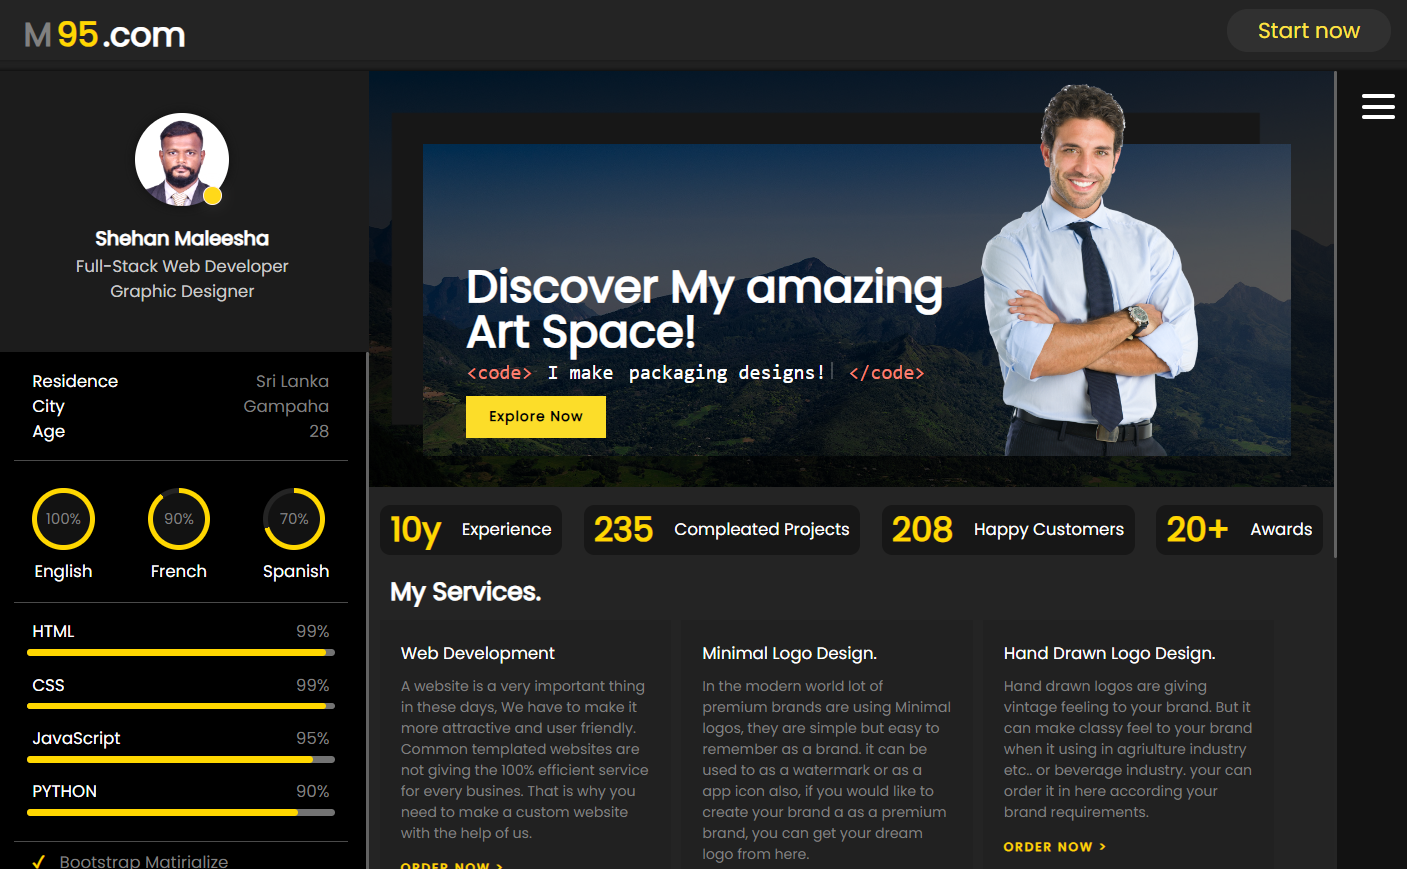 M 95 .com
Start now
Shehan Maleesha
Full-Stack Web Developer
Graphic Designer
Residence Sri Lanka
City Gampaha
Age 28
100% 90% 70%
English French Spanish
HTML 99%
CSS 99%
JavaScript 95%
PYTHON 90%
✓ Bootstrap Matirialize
Discover My amazing
Art Space!
<code> I make packaging designs!| </code>
Explore Now
10y Experience
235 Compleated Projects
208 Happy Customers
20+ Awards
My Services.
Web Development
A website is a very important thing
in these days, We have to make it
more attractive and user friendly.
Common templated websites are
not giving the 100% efficient service
for every busines. That is why you
need to make a custom website
with the help of us.
ORDER NOW >
Minimal Logo Design.
In the modern world lot of
premium brands are using Minimal
logos, they are simple but easy to
remember as a brand. it can be
used to as a watermark or as a
app icon also, if you would like to
create your brand a as a premium
brand, you can get your dream
logo from here.
Hand Drawn Logo Design.
Hand drawn logos are giving
vintage feeling to your brand. But it
can make classy feel to your brand
when it using in agriulture industry
etc.. or beverage industry. your can
order it in here according your
brand requirements.
ORDER NOW >